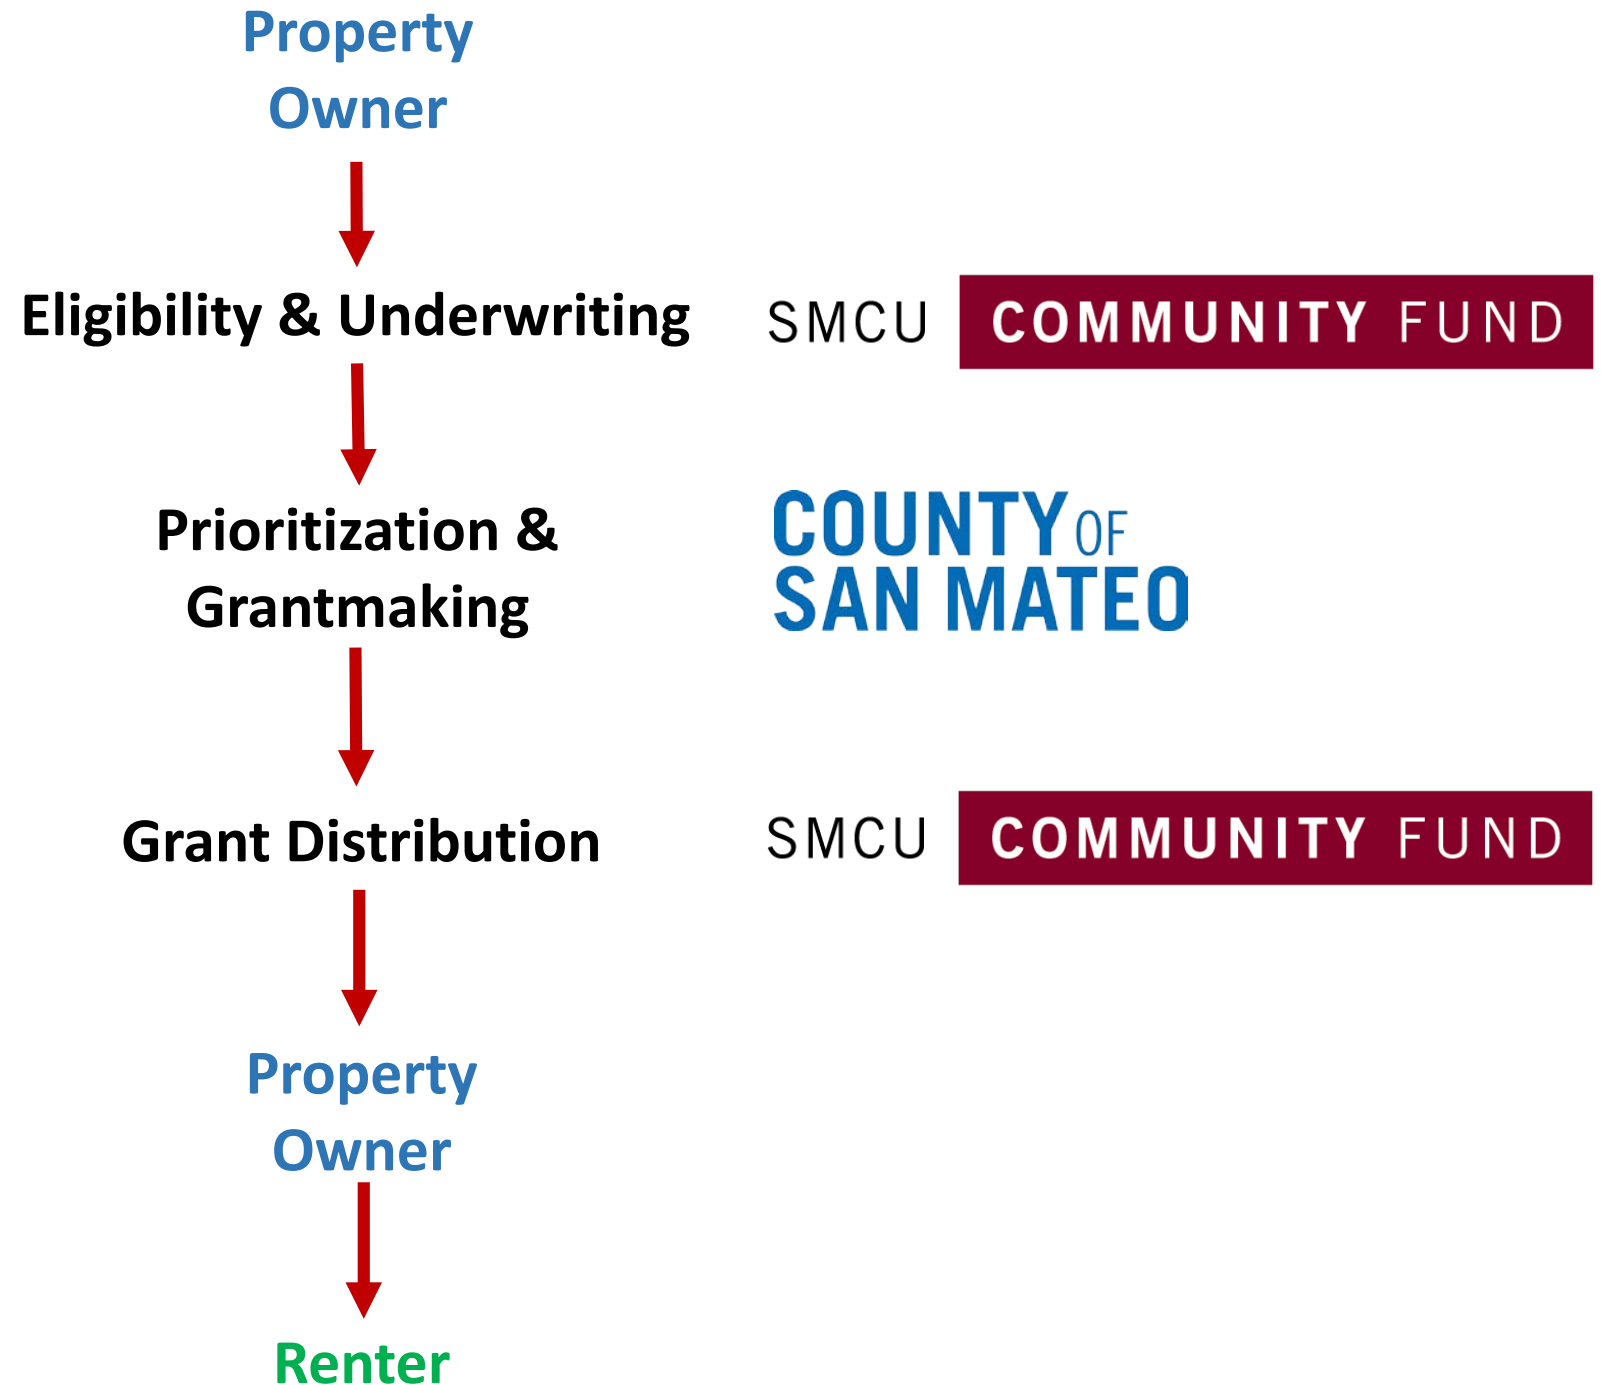 Property
Owner
Eligibility & Underwriting
SMCU COMMUNITY FUND
Prioritization &
Grantmaking
COUNTY OF
SAN MATEO
Grant Distribution
SMCU COMMUNITY FUND
Property
Owner
Renter